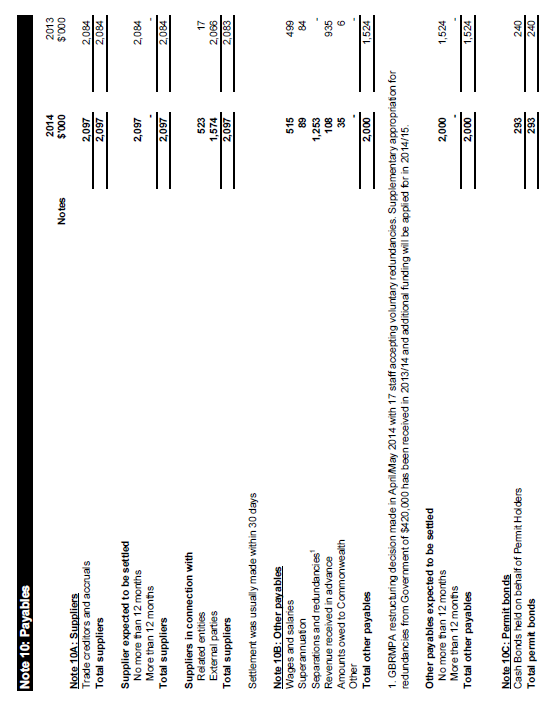 Note 10: Payables
2014 2013
Notes $'000 $'000
Note 10A: Suppliers
Trade creditors and accruals 2,097 2,084
Total suppliers 2,097 2,084
Supplier expected to be settled
No more than 12 months 2,097 2,084
More than 12 months - -
Total suppliers 2,097 2,084
Suppliers in connection with
Related entities 523 17
External parties 1,574 2,066
Total suppliers 2,097 2,083
Settlement was usually made within 30 days
Note 10B: Other payables
Wages and salaries 515 499
Superannuation 89 84
Separations and redundancies¹ 1,253 -
Revenue received in advance 108 935
Amounts owed to Commonwealth 35 6
Other - -
Total other payables 2,000 1,524
1. GBRMPA restructuring decision made in April/May 2014 with 17 staff accepting voluntary redundancies. Supplementary appropriation for
redundancies from Government of $420,000 has been received in 2013/14 and additional funding will be applied for in 2014/15.
Other payables expected to be settled
No more than 12 months 2,000 1,524
More than 12 months - -
Total other payables 2,000 1,524
Note 10C: Permit bonds
Cash Bonds held on behalf of Permit Holders 293 240
Total permit bonds 293 240